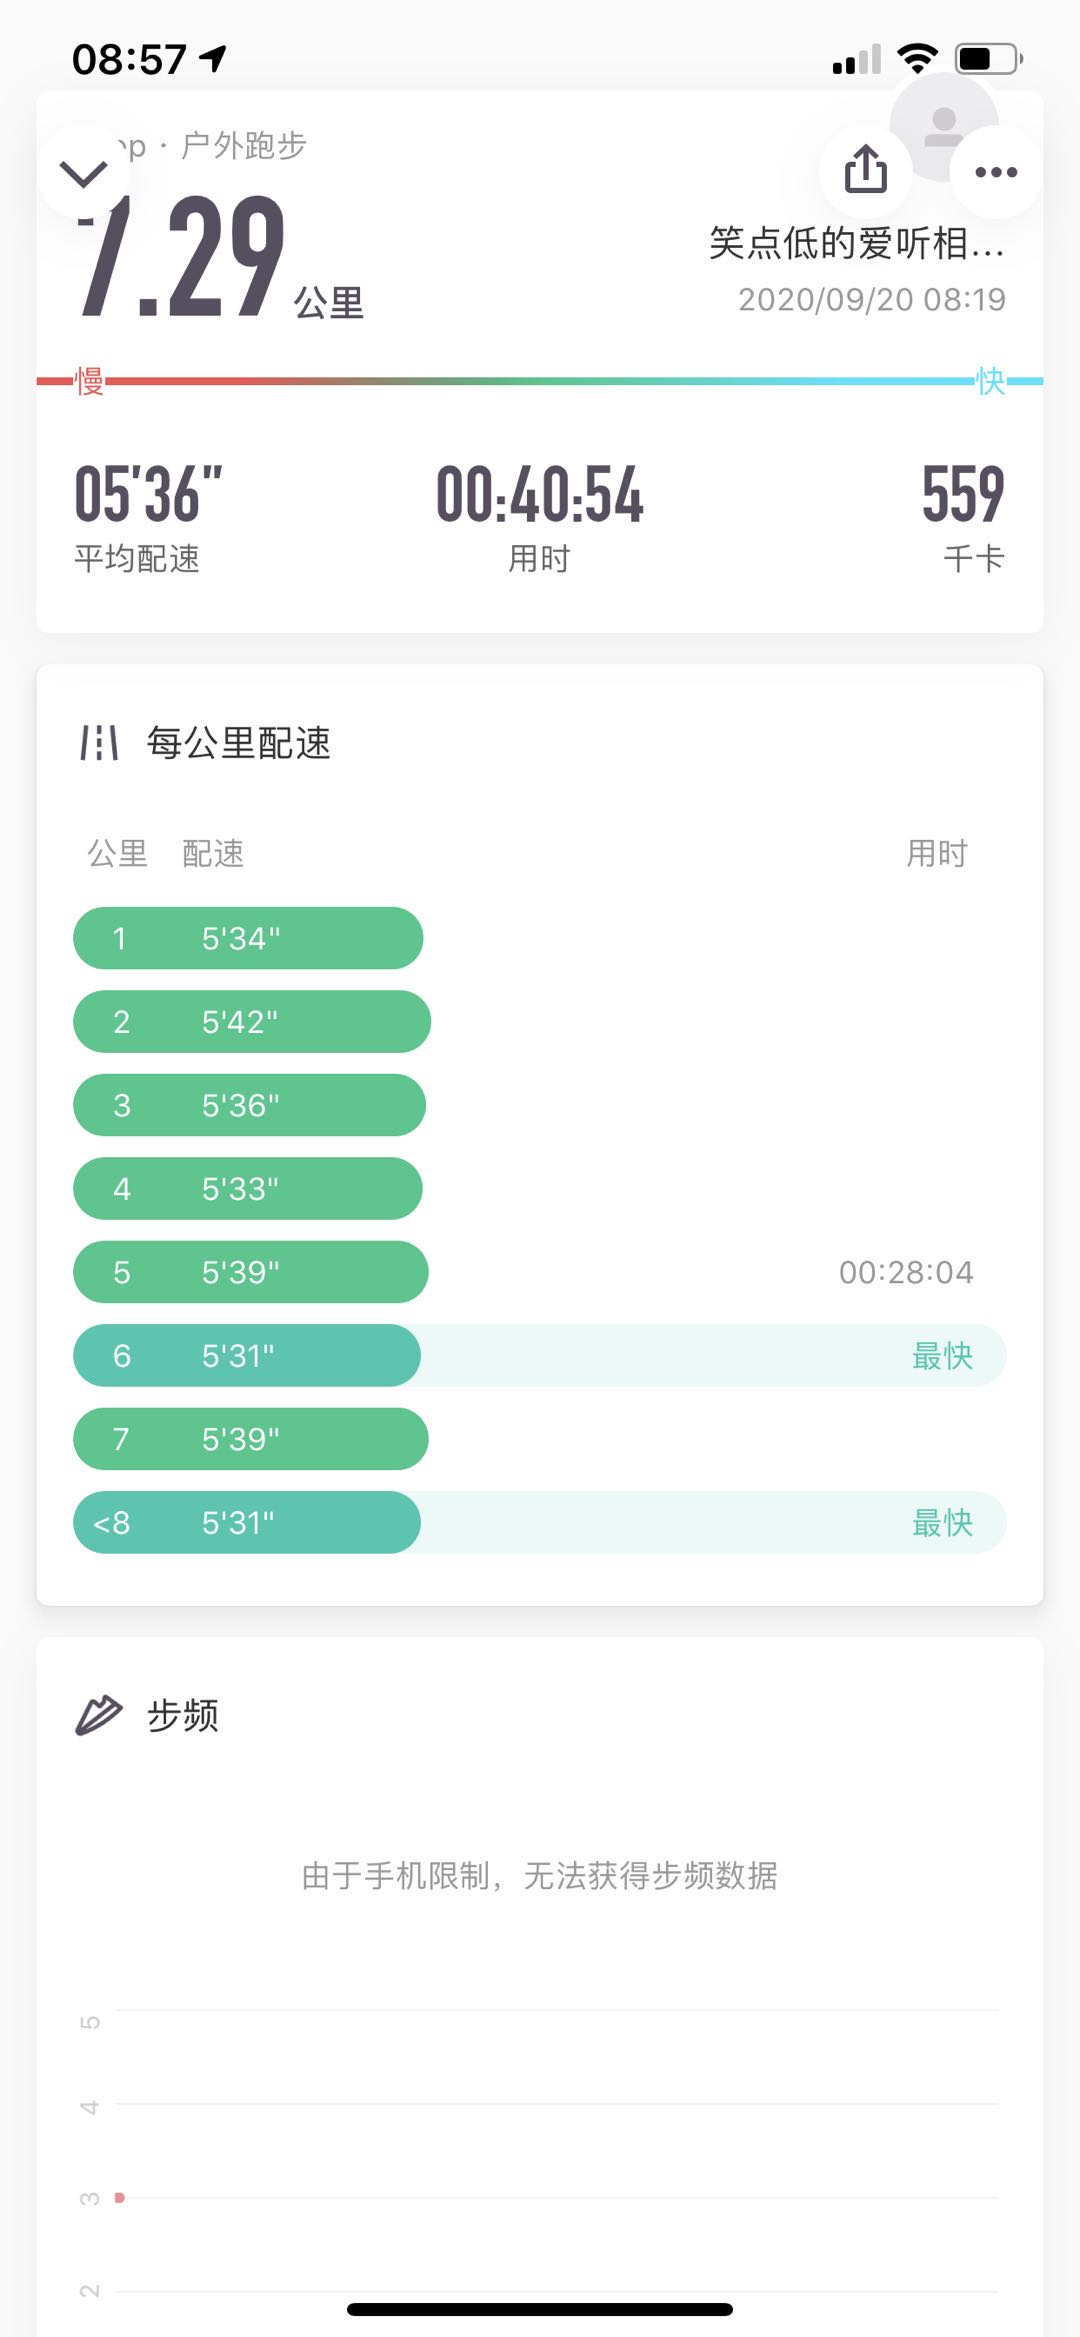 08:57
op · 户外跑步
7.29 公里
笑点低的爱听相...
2020/09/20 08:19
慢
快
05'36" 00:40:54 559
平均配速 用时 千卡
每公里配速
公里 配速 用时
1 5'34"
2 5'42"
3 5'36"
4 5'33"
5 5'39" 00:28:04
6 5'31" 最快
7 5'39"
<8 5'31" 最快
步频
由于手机限制，无法获得步频数据
5
4
3
2